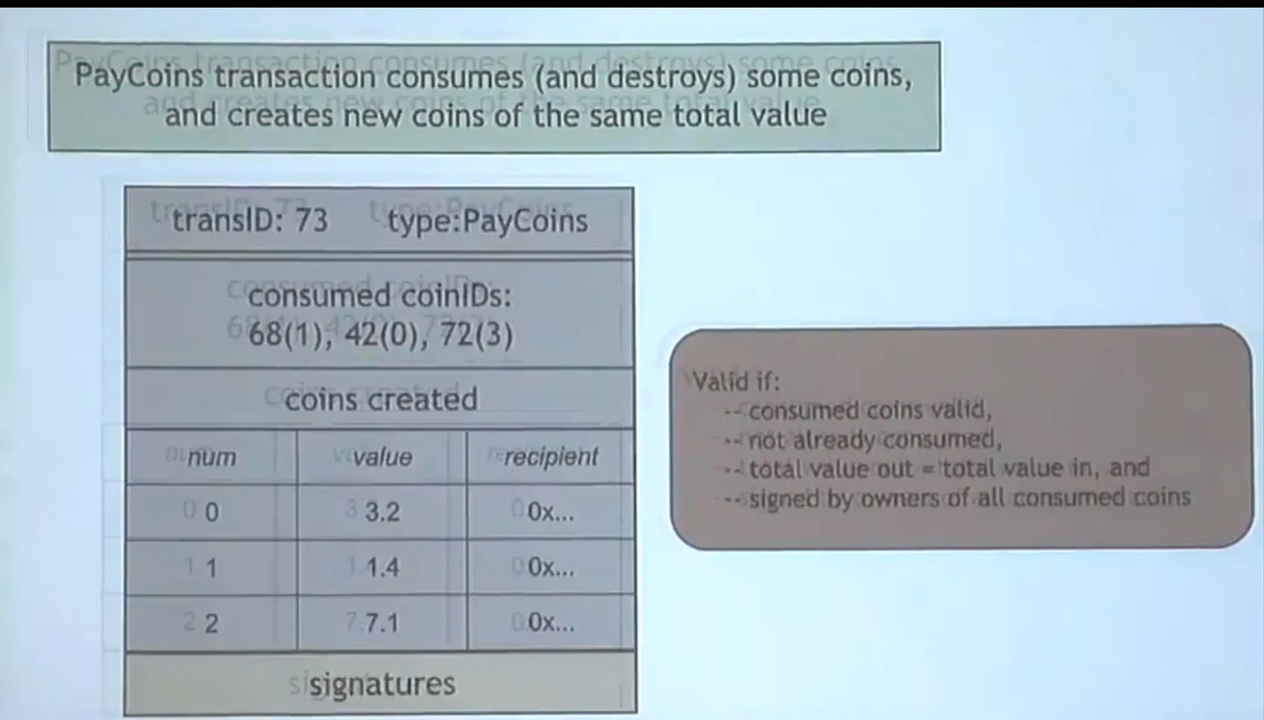 PayCoins transaction consumes (and destroys) some coins,
and creates new coins of the same total value
transID: 73 type:PayCoins
consumed coinIDs:
68(1), 42(0), 72(3)
coins created
num value recipient
0 3.2 0x...
1 1.4 0x...
2 7.1 0x...
signatures
Valid if:
-- consumed coins valid,
-- not already consumed,
-- total value out = total value in, and
-- signed by owners of all consumed coins